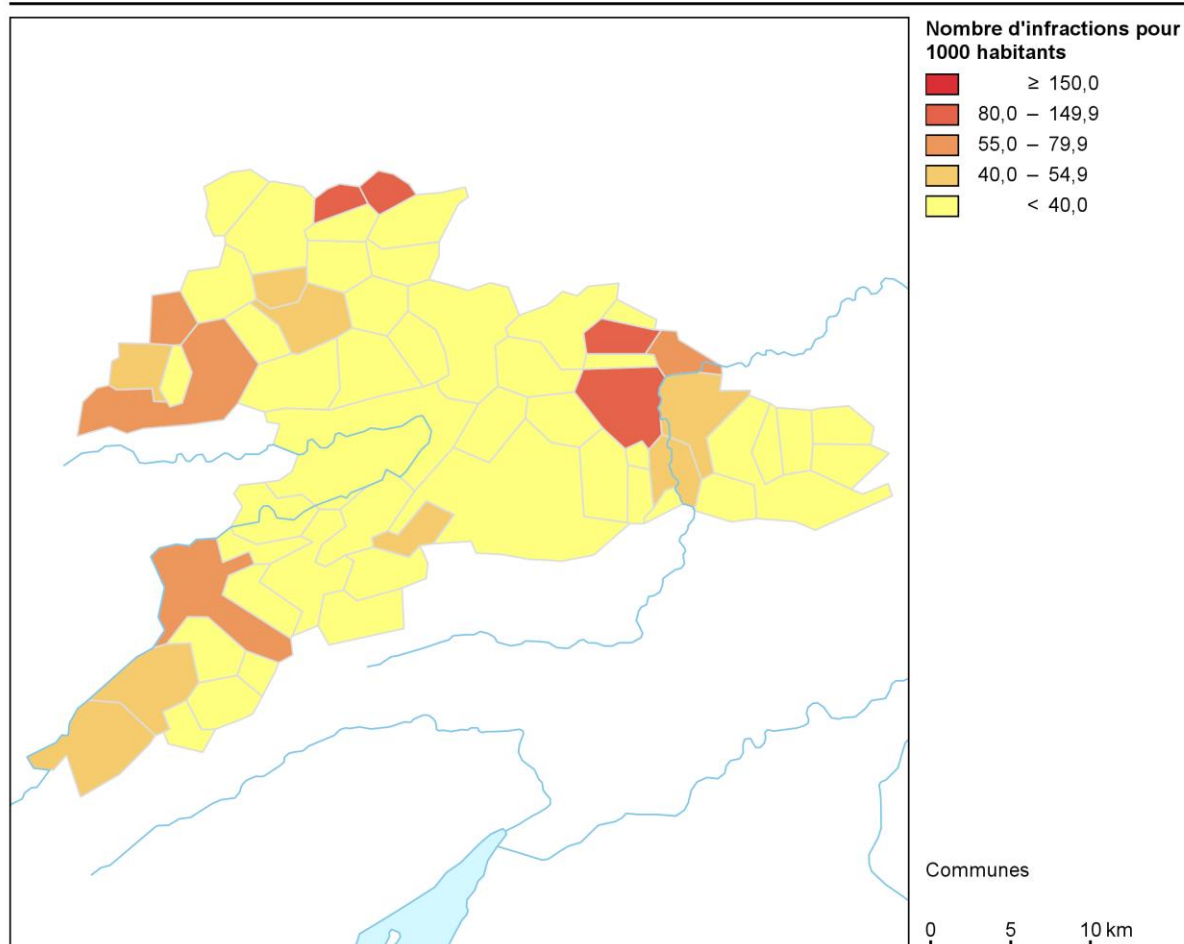 Nombre d'infractions pour
1000 habitants
≥ 150,0
80,0 – 149,9
55,0 – 79,9
40,0 – 54,9
< 40,0
Communes
0 5 10 km